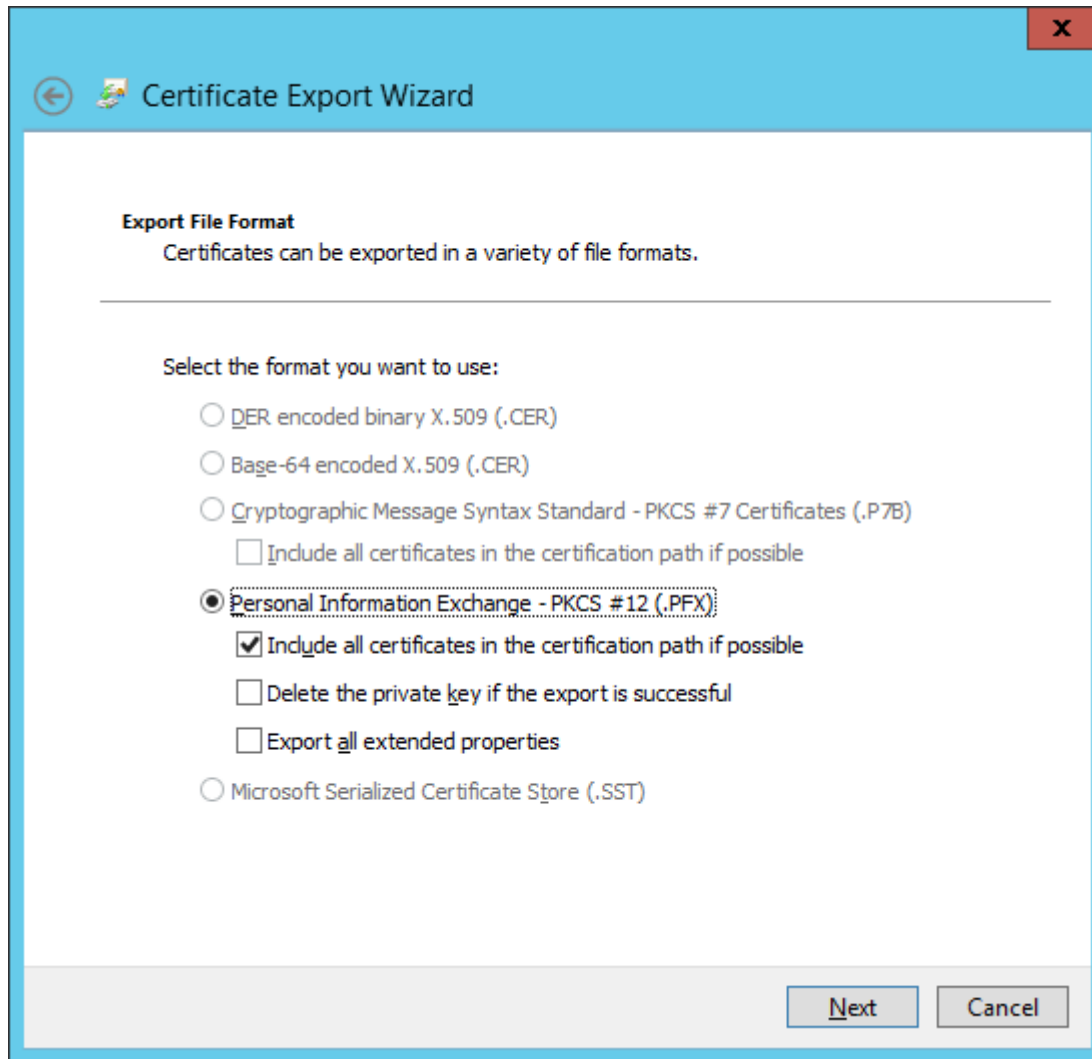 x
Certificate Export Wizard
Export File Format
Certificates can be exported in a variety of file formats.
Select the format you want to use:
DER encoded binary X.509 (.CER)
Base-64 encoded X.509 (.CER)
Cryptographic Message Syntax Standard - PKCS #7 Certificates (.P7B)
Include all certificates in the certification path if possible
Personal Information Exchange - PKCS #12 (.PFX)
Include all certificates in the certification path if possible
Delete the private key if the export is successful
Export all extended properties
Microsoft Serialized Certificate Store (.SST)
Next Cancel